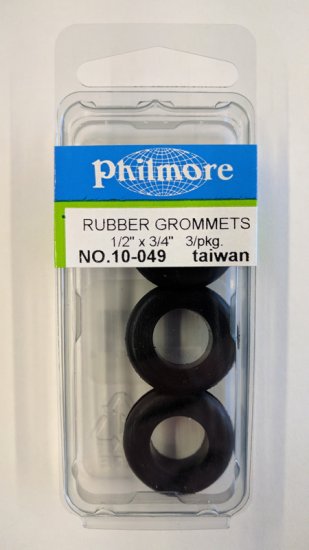 Philmore
RUBBER GROMMETS
1/2" x 3/4" 3/pkg.
NO.10-049 taiwan